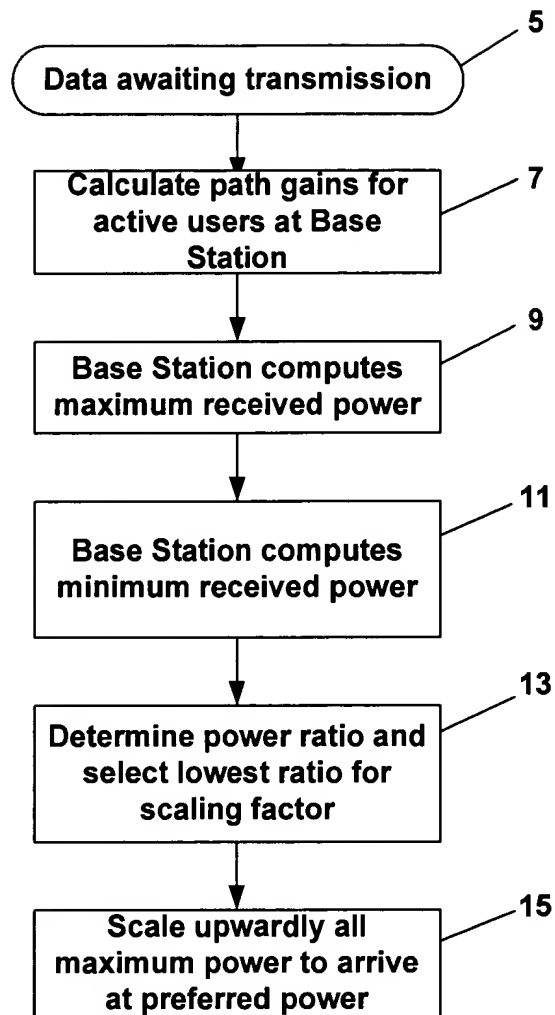 5
Data awaiting transmission
7
Calculate path gains for
active users at Base
Station
9
Base Station computes
maximum received power
11
Base Station computes
minimum received power
13
Determine power ratio and
select lowest ratio for
scaling factor
15
Scale upwardly all
maximum power to arrive
at preferred power